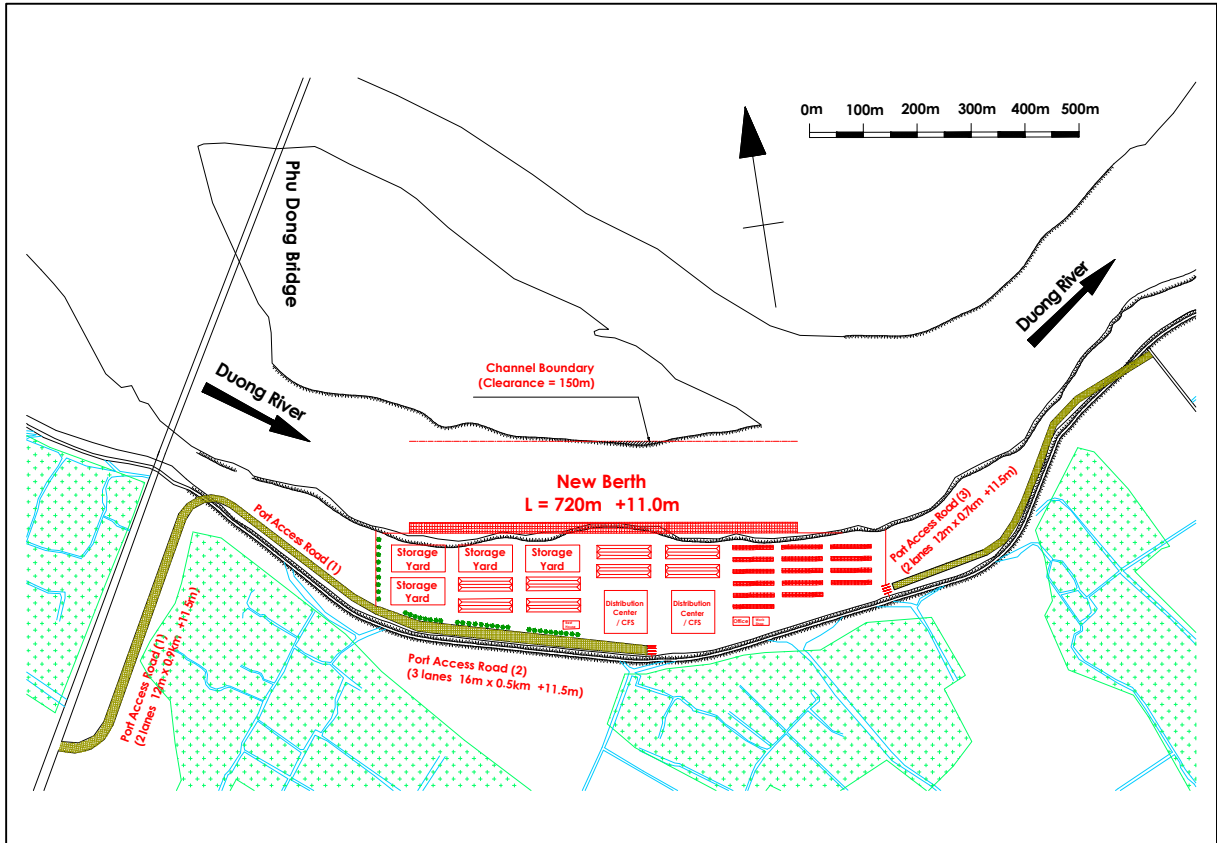 0m 100m 200m 300m 400m 500m
Phu Dong Bridge
Duong River
Channel Boundary
(Clearance = 150m)
Duong River
New Berth
L = 720m +11.0m
Port Access Road (1)
Storage
Yard
Storage
Yard
Storage
Yard
Storage
Yard
Distribution
Center
/ CFS
Distribution
Center
/ CFS
Office
Port Access Road (3)
(2 lanes 12m x 0.7km +11.5m)
Port Access Road (1)
(2 lanes 12m x 0.9km +11.5m)
Port Access Road (2)
(3 lanes 16m x 0.5km +11.5m)